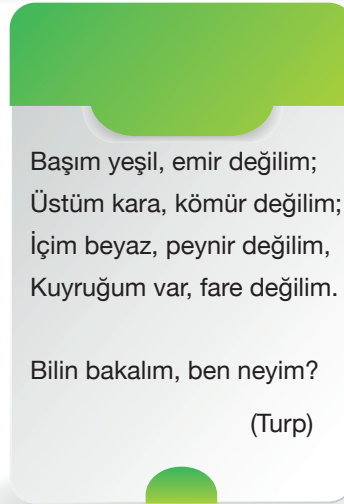 Başım yeşil, emir değilim;
Üstüm kara, kömür değilim;
İçim beyaz, peynir değilim,
Kuyruğum var, fare değilim.
Bilin bakalım, ben neyim?
(Turp)